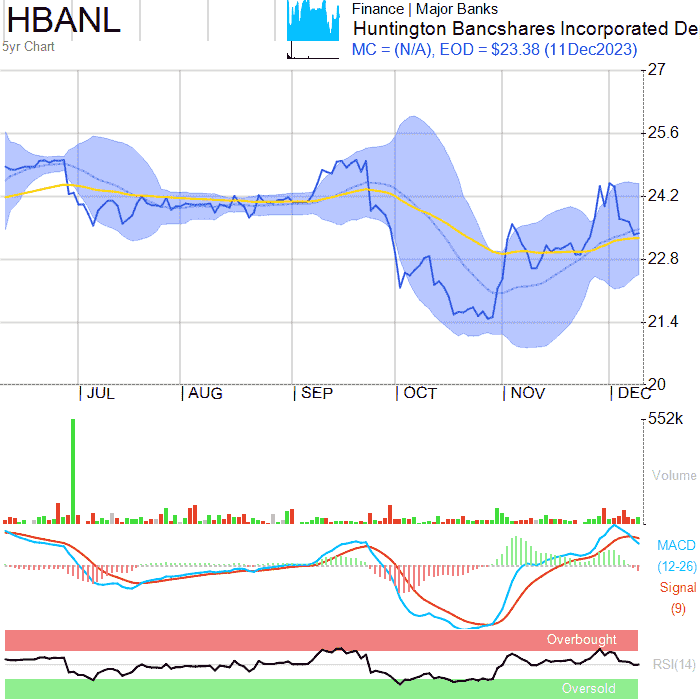 HBANL
5yr Chart
Finance | Major Banks
Huntington Bancshares Incorporated De
MC = (N/A), EOD = $23.38 (11Dec2023)
27
25.6
24.2
22.8
21.4
20
JUL
AUG
SEP
OCT
NOV
DEC
552k
Volume
MACD
(12-26)
Signal
(9)
Overbought
RSI(14)
Oversold